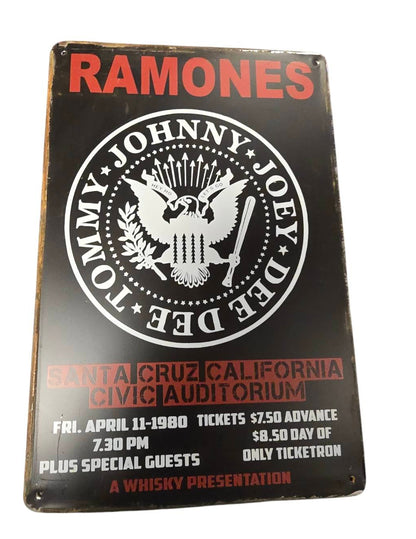 RAMONES
JOHNNY ★ JOEY ★ DEE DEE ★ TOMMY ★
SANTA CRUZ CALIFORNIA
CIVIC AUDITORIUM
FRI. APRIL 11-1980
7.30 PM
PLUS SPECIAL GUESTS
TICKETS $7.50 ADVANCE
$8.50 DAY OF
ONLY TICKETRON
A WHISKY PRESENTATION